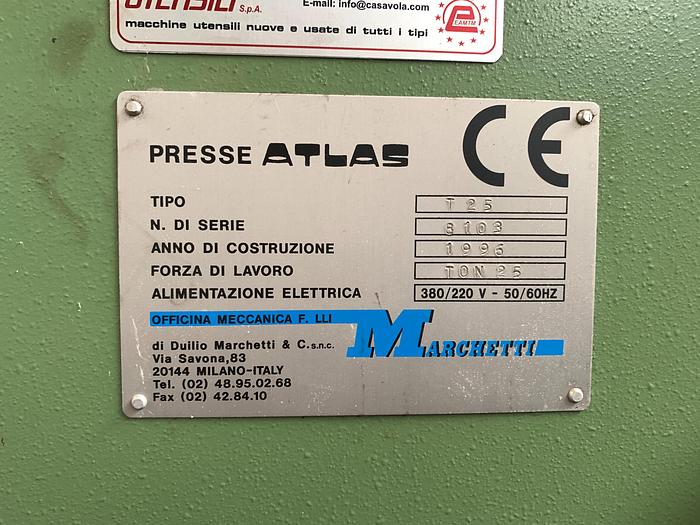 UTENSILI S.p.A. E-mail: info@casavola.com
macchine utensili nuove e usate di tutti i tipi
EAMTM
PRESSE ATLAS CE
TIPO T 25
N. DI SERIE 8103
ANNO DI COSTRUZIONE 1996
FORZA DI LAVORO TON 25
ALIMENTAZIONE ELETTRICA 380/220 V - 50/60HZ
OFFICINA MECCANICA F. LLI MARCHETTI
di Duilio Marchetti & C.s.n.c.
Via Savona,83
20144 MILANO-ITALY
Tel. (02) 48.95.02.68
Fax (02) 42.84.10